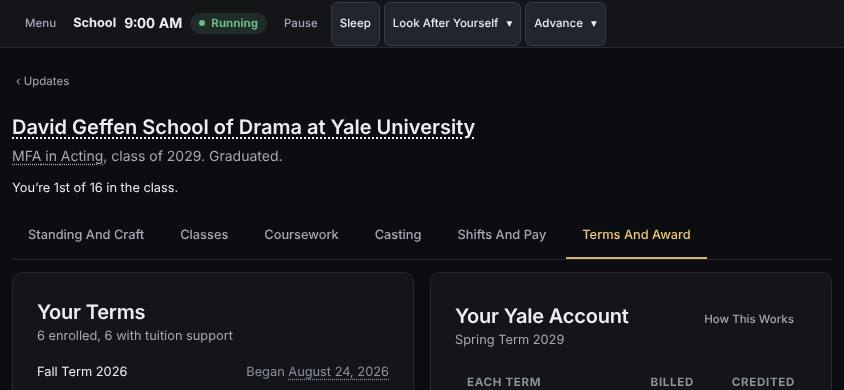 Menu School 9:00 AM Running Pause Sleep Look After Yourself ▾ Advance ▾
‹ Updates
David Geffen School of Drama at Yale University
MFA in Acting, class of 2029. Graduated.
You're 1st of 16 in the class.
Standing And Craft Classes Coursework Casting Shifts And Pay Terms And Award
Your Terms
6 enrolled, 6 with tuition support
Fall Term 2026 Began August 24, 2026
Your Yale Account How This Works
Spring Term 2029
EACH TERM BILLED CREDITED